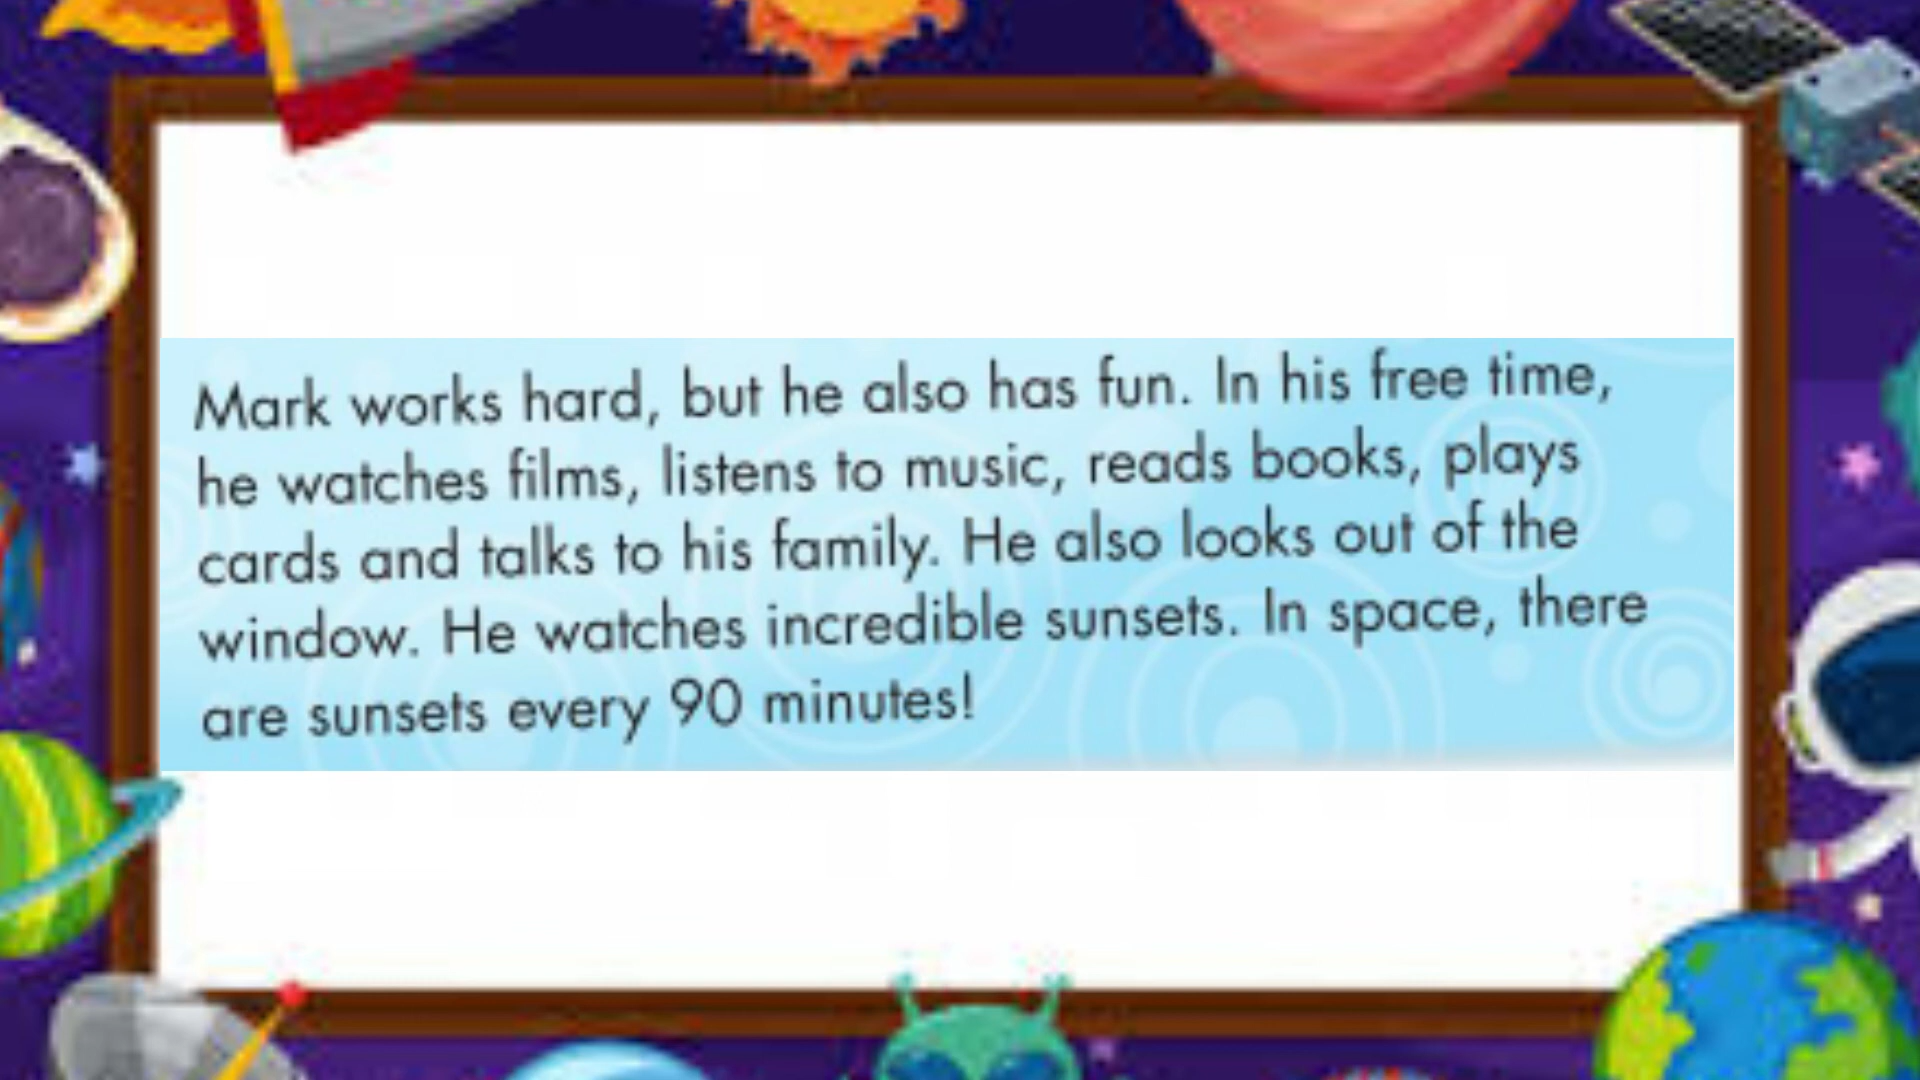 Mark works hard, but he also has fun. In his free time,
he watches films, listens to music, reads books, plays
cards and talks to his family. He also looks out of the
window. He watches incredible sunsets. In space, there
are sunsets every 90 minutes!